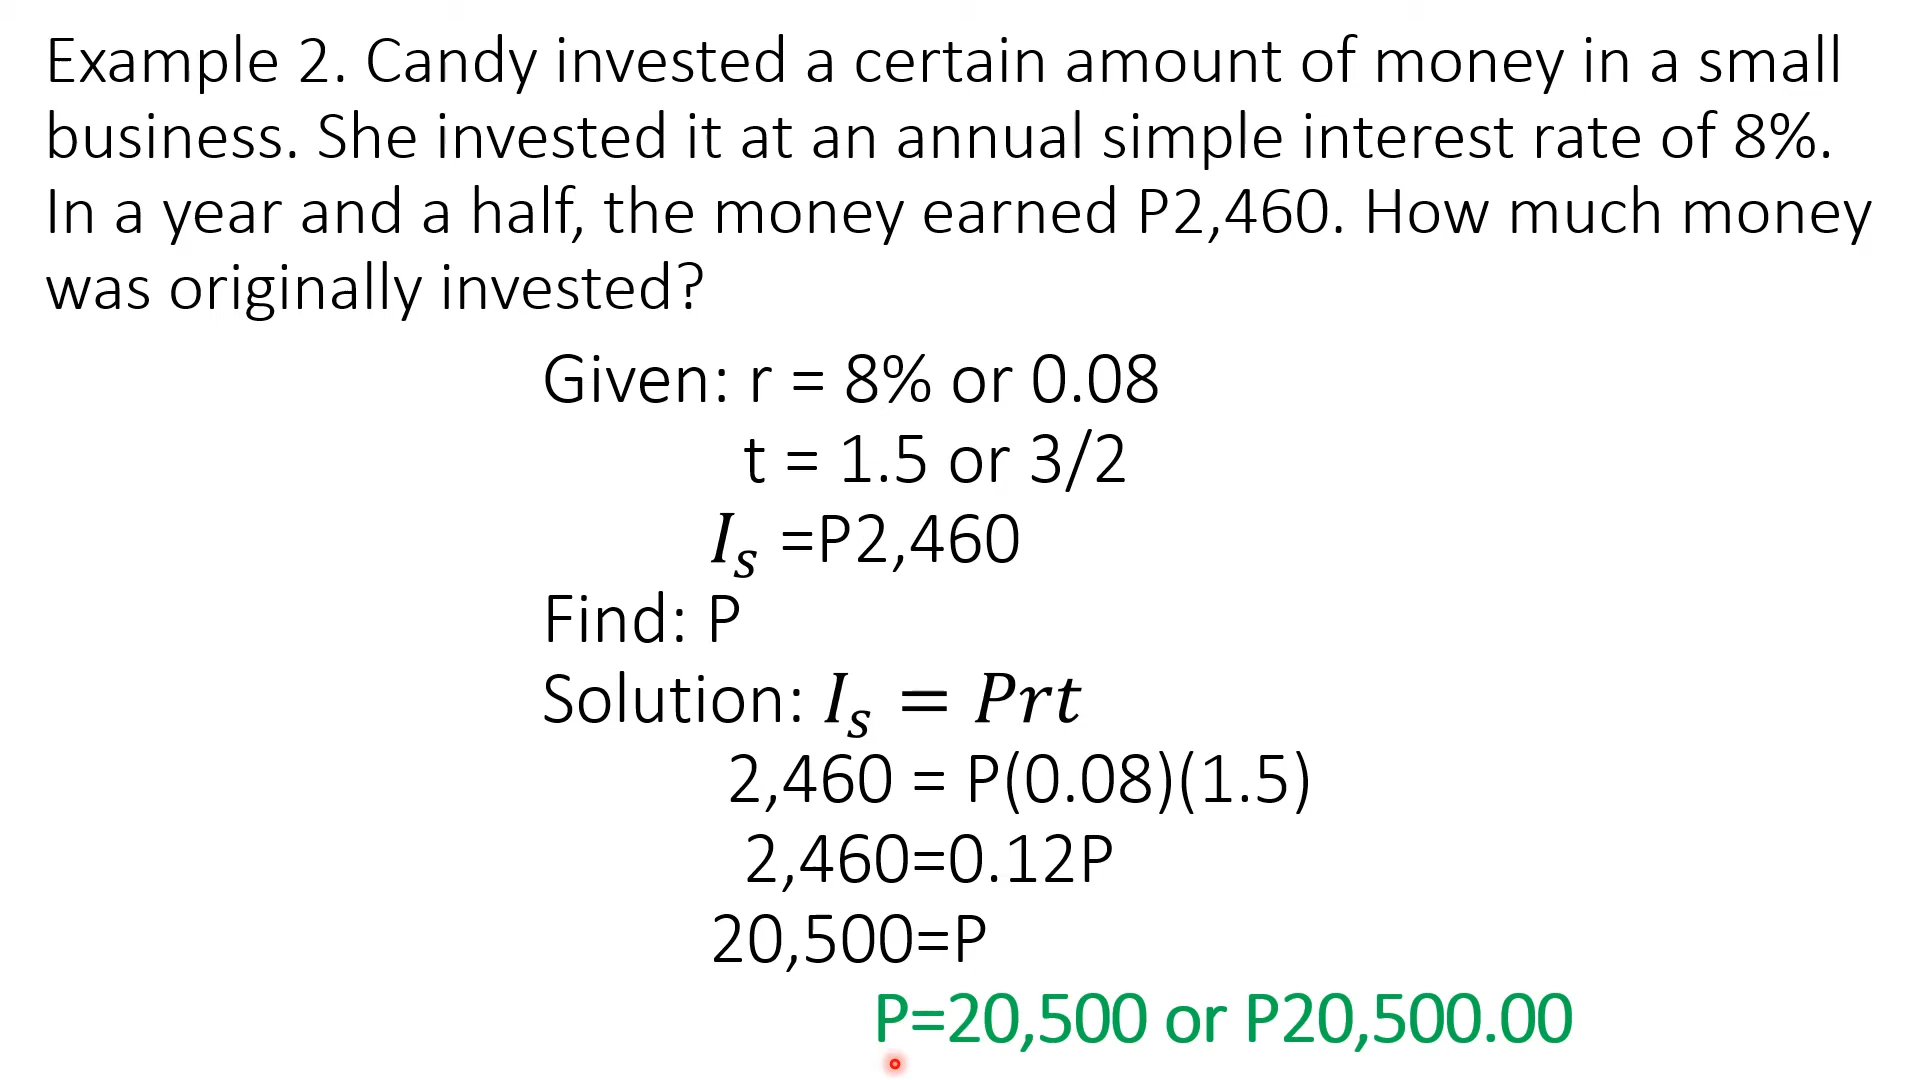 Example 2. Candy invested a certain amount of money in a small
business. She invested it at an annual simple interest rate of 8%.
In a year and a half, the money earned P2,460. How much money
was originally invested?
Given: r = 8% or 0.08
t = 1.5 or 3/2
Iₛ =P2,460
Find: P
Solution: Iₛ = Prt
2,460 = P(0.08)(1.5)
2,460=0.12P
20,500=P
P=20,500 or P20,500.00